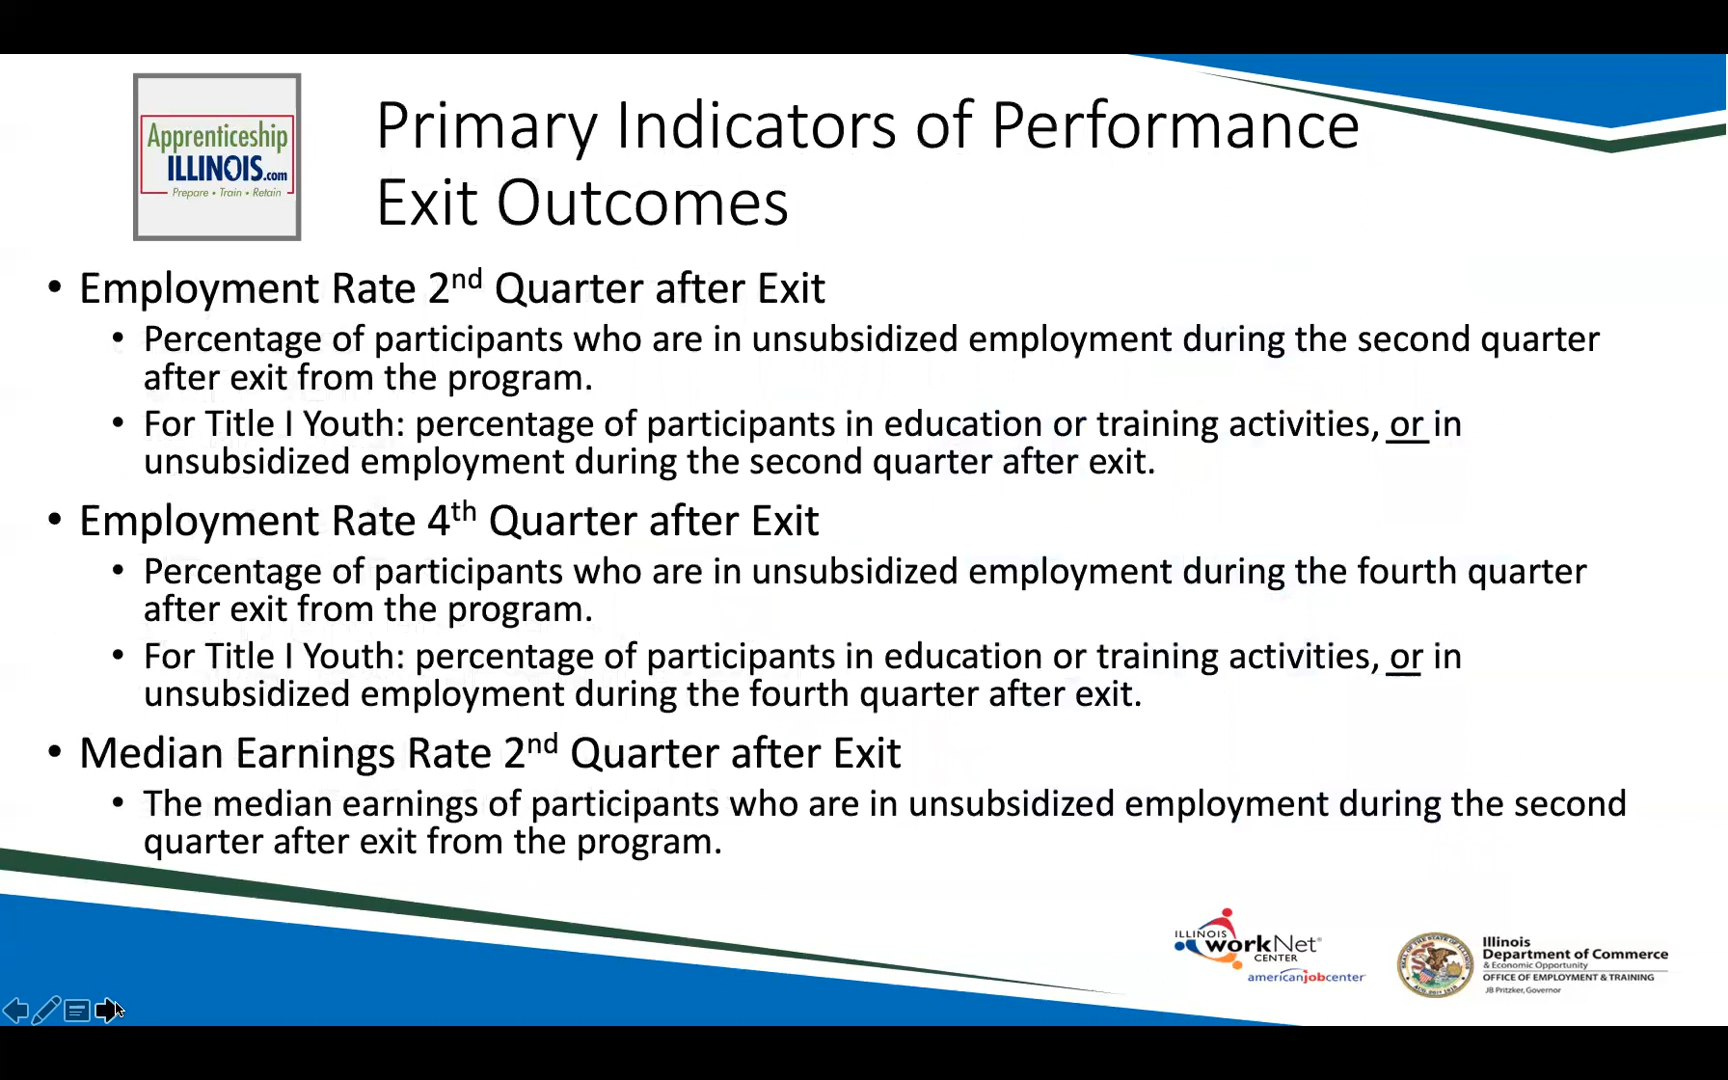 Apprenticeship
ILLINOIS.com
Prepare • Train • Retain
Primary Indicators of Performance
Exit Outcomes
• Employment Rate 2nd Quarter after Exit
• Percentage of participants who are in unsubsidized employment during the second quarter
after exit from the program.
• For Title I Youth: percentage of participants in education or training activities, or in
unsubsidized employment during the second quarter after exit.
• Employment Rate 4th Quarter after Exit
• Percentage of participants who are in unsubsidized employment during the fourth quarter
after exit from the program.
• For Title I Youth: percentage of participants in education or training activities, or in
unsubsidized employment during the fourth quarter after exit.
• Median Earnings Rate 2nd Quarter after Exit
• The median earnings of participants who are in unsubsidized employment during the second
quarter after exit from the program.
ILLINOIS
workNet®
CENTER
americanjobcenter
Illinois
Department of Commerce
& Economic Opportunity
OFFICE OF EMPLOYMENT & TRAINING
JB Pritzker, Governor